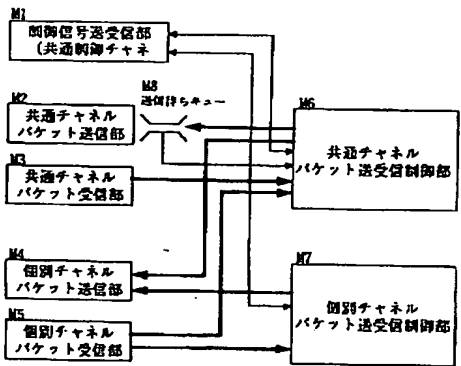 M1
制御信号送受信部
(共通制御チャネ
M8
送信待ちキュー
M2
共通チャネル
パケット送信部
M3
共通チャネル
パケット受信部
M6
共通チャネル
パケット送受信制御部
M4
個別チャネル
パケット送信部
M5
個別チャネル
パケット受信部
M7
個別チャネル
パケット送受信制御部